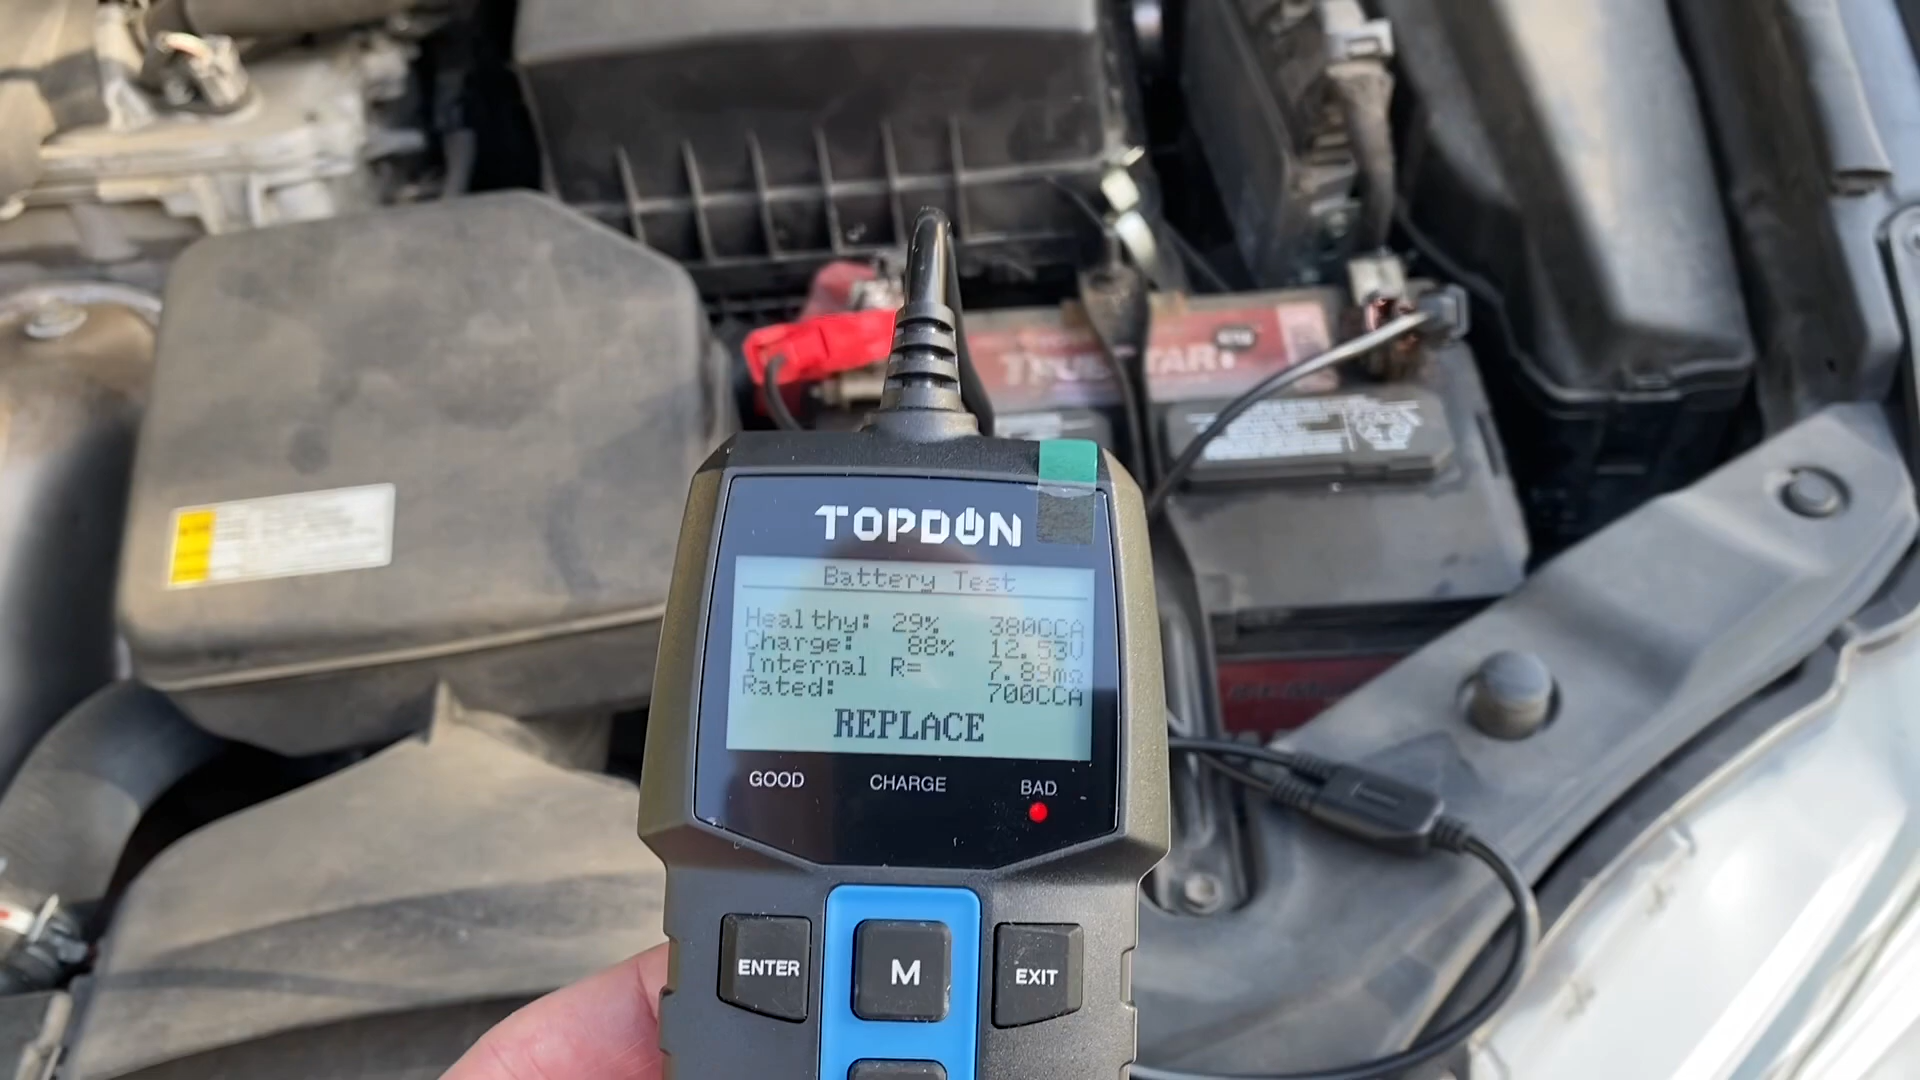 TRUESTART
TOPDON
Battery Test
Healthy: 29% 380CCA
Charge: 88% 12.53V
Internal R= 7.89mΩ
Rated: 700CCA
REPLACE
GOOD CHARGE BAD
ENTER M EXIT